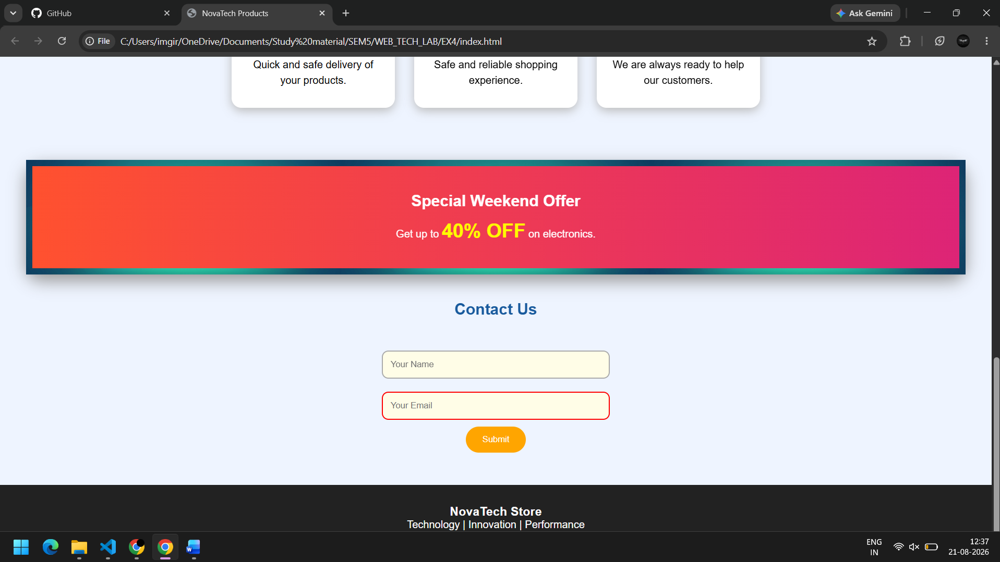 GitHub
NovaTech Products
Ask Gemini
File
C:/Users/imgir/OneDrive/Documents/Study%20material/SEM5/WEB_TECH_LAB/EX4/index.html
Quick and safe delivery of
your products.
Safe and reliable shopping
experience.
We are always ready to help
our customers.
Special Weekend Offer
Get up to 40% OFF on electronics.
Contact Us
Your Name
Your Email
Submit
NovaTech Store
Technology | Innovation | Performance
W
ENG
IN
12:37
21-08-2026